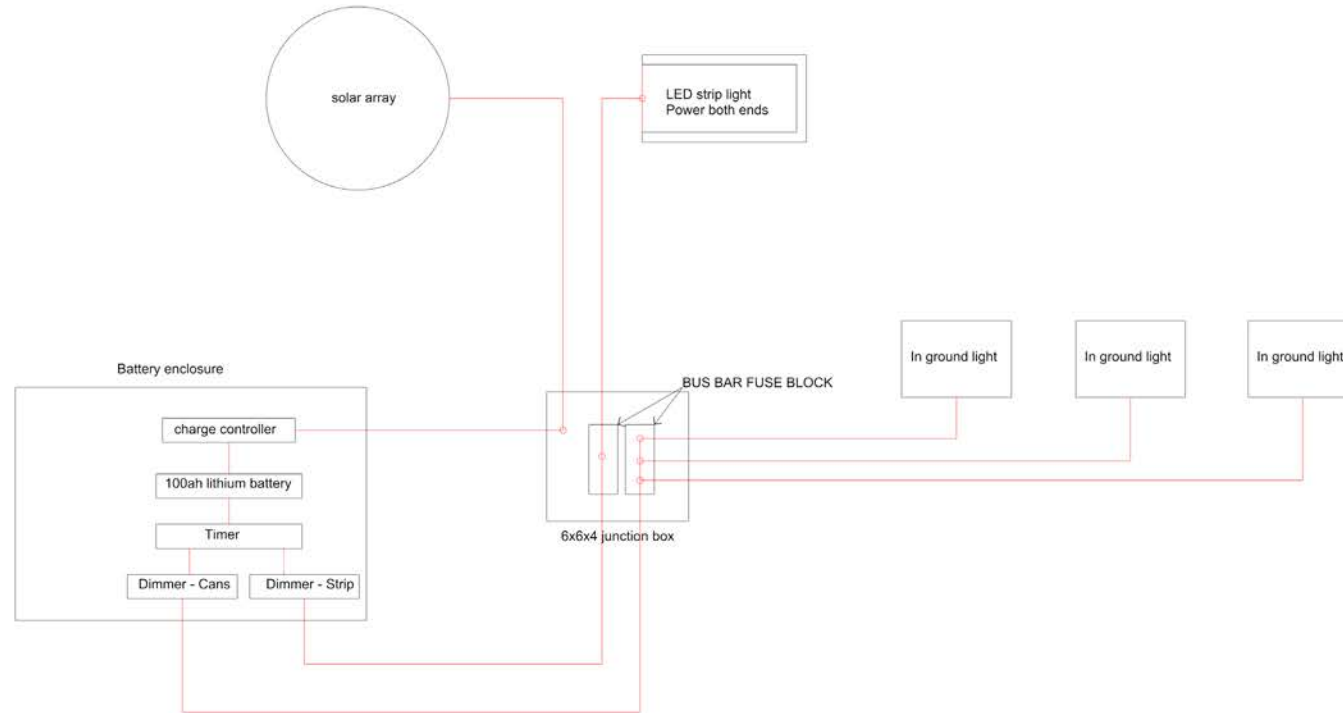 solar array
LED strip light
Power both ends
In ground light
In ground light
In ground light
Battery enclosure
BUS BAR FUSE BLOCK
charge controller
100ah lithium battery
Timer
6x6x4 junction box
Dimmer - Cans
Dimmer - Strip